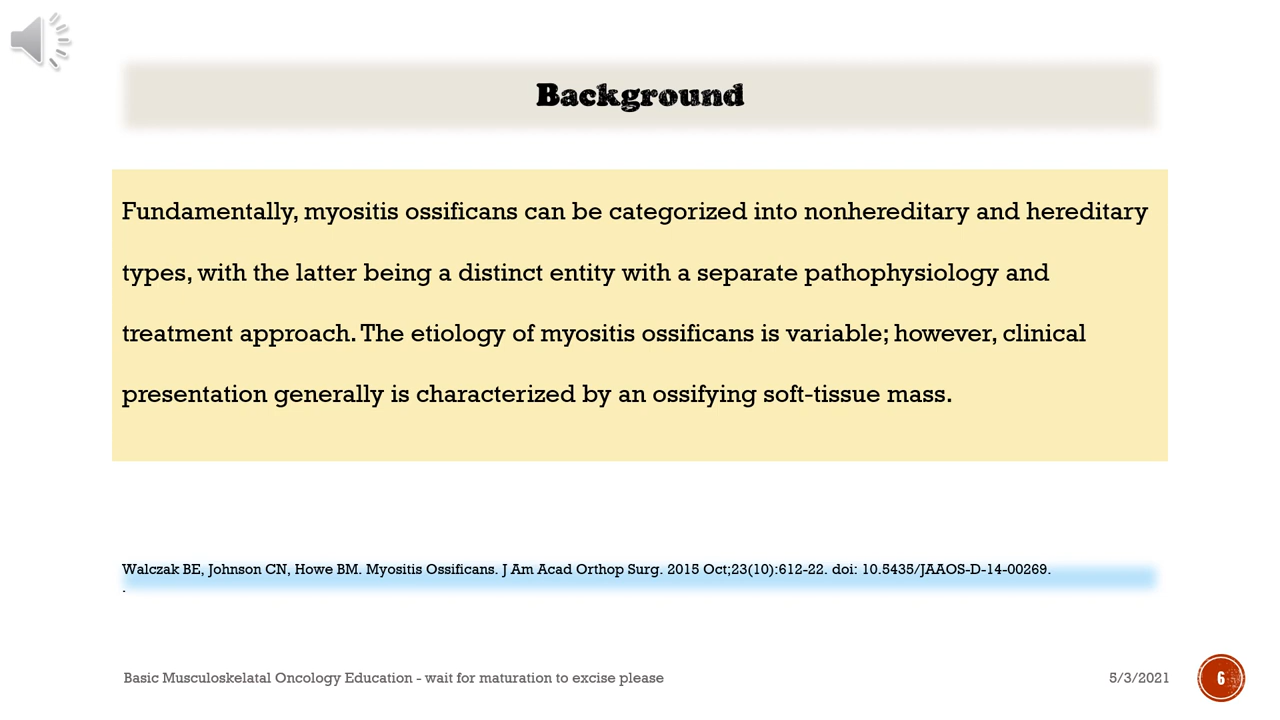 Background
Fundamentally, myositis ossificans can be categorized into nonhereditary and hereditary
types, with the latter being a distinct entity with a separate pathophysiology and
treatment approach. The etiology of myositis ossificans is variable; however, clinical
presentation generally is characterized by an ossifying soft-tissue mass.
Walczak BE, Johnson CN, Howe BM. Myositis Ossificans. J Am Acad Orthop Surg. 2015 Oct;23(10):612-22. doi: 10.5435/JAAOS-D-14-00269.
.
Basic Musculoskelatal Oncology Education - wait for maturation to excise please
5/3/2021
6